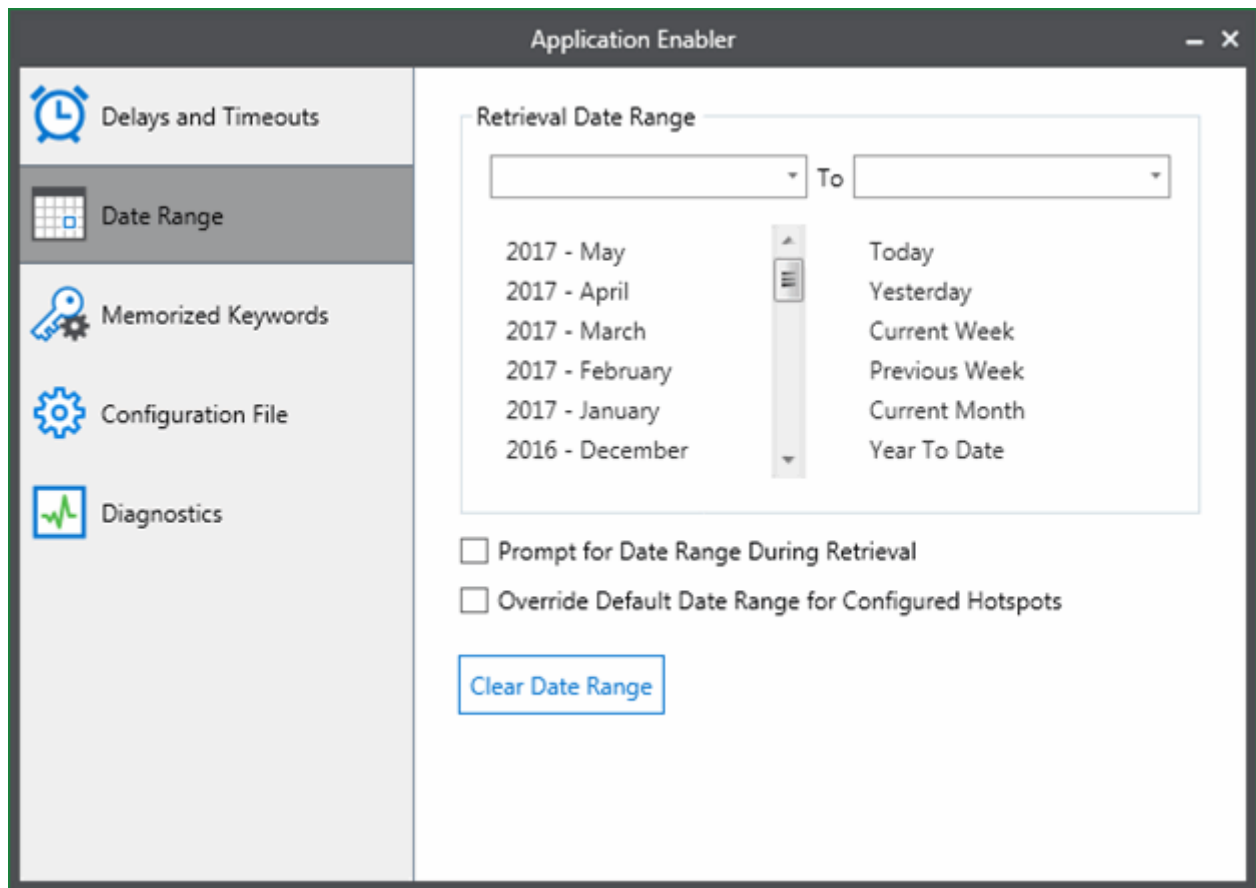 Application Enabler
Delays and Timeouts
Date Range
Memorized Keywords
Configuration File
Diagnostics
Retrieval Date Range
To
2017 - May
2017 - April
2017 - March
2017 - February
2017 - January
2016 - December
Today
Yesterday
Current Week
Previous Week
Current Month
Year To Date
Prompt for Date Range During Retrieval
Override Default Date Range for Configured Hotspots
Clear Date Range